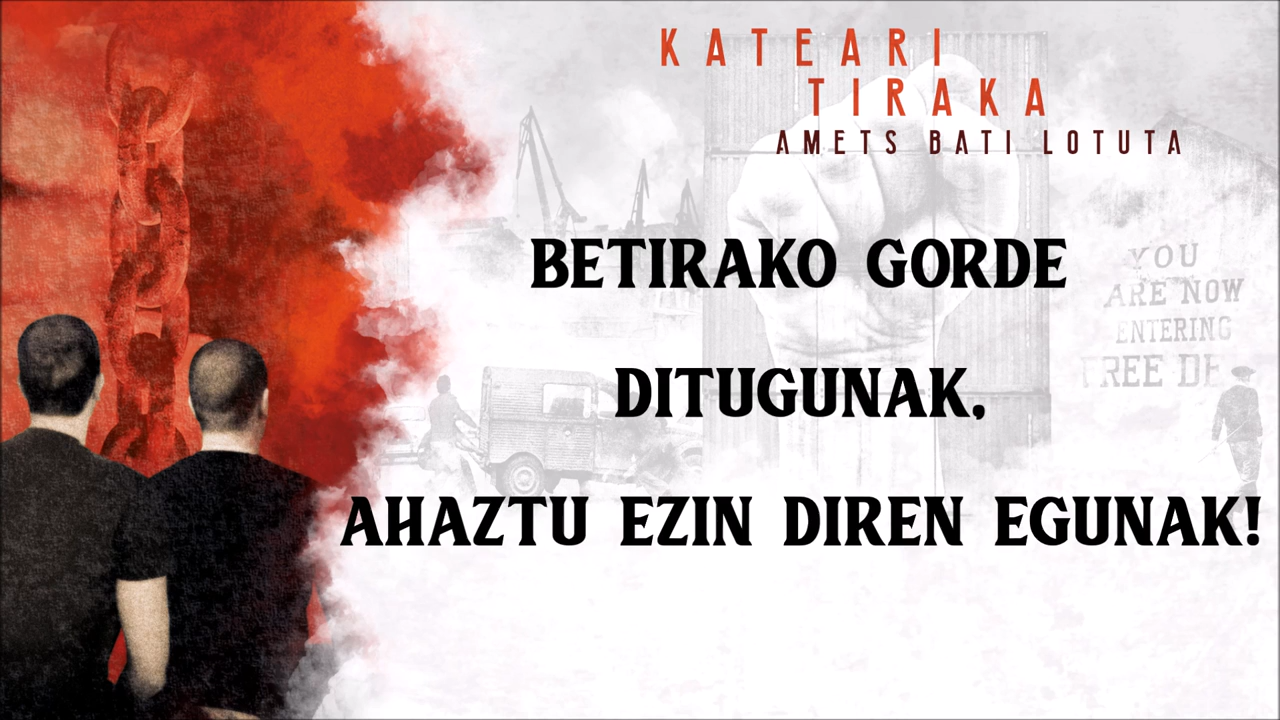 KATEARI
TIRAKA
AMETS BATI LOTUTA
BETIRAKO GORDE
DITUGUNAK,
AHAZTU EZIN DIREN EGUNAK!
YOU
ARE NOW
ENTERING